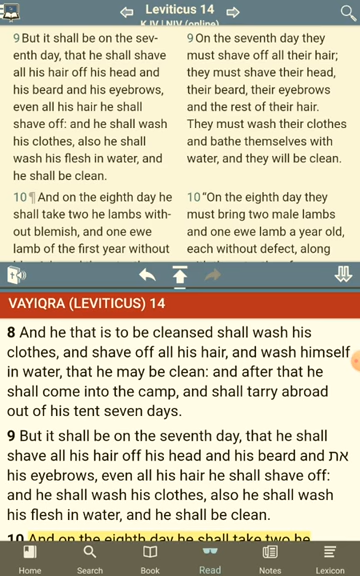 Leviticus 14
KJV | NIV (online)
9 But it shall be on the sev-
enth day, that he shall shave
all his hair off his head and
his beard and his eyebrows,
even all his hair he shall
shave off: and he shall wash
his clothes, also he shall
wash his flesh in water, and
he shall be clean.
10 ¶ And on the eighth day he
shall take two he lambs with-
out blemish, and one ewe
lamb of the first year without
9 On the seventh day they
must shave off all their hair;
they must shave their head,
their beard, their eyebrows
and the rest of their hair.
They must wash their clothes
and bathe themselves with
water, and they will be clean.
10 “On the eighth day they
must bring two male lambs
and one ewe lamb a year old,
each without defect, along
VAYIQRA (LEVITICUS) 14
8 And he that is to be cleansed shall wash his
clothes, and shave off all his hair, and wash himself
in water, that he may be clean: and after that he
shall come into the camp, and shall tarry abroad
out of his tent seven days.
9 But it shall be on the seventh day, that he shall
shave all his hair off his head and his beard and את
his eyebrows, even all his hair he shall shave off:
and he shall wash his clothes, also he shall wash
his flesh in water, and he shall be clean.
10 And on the eighth day he shall take two he
Home Search Book Read Notes Lexicon